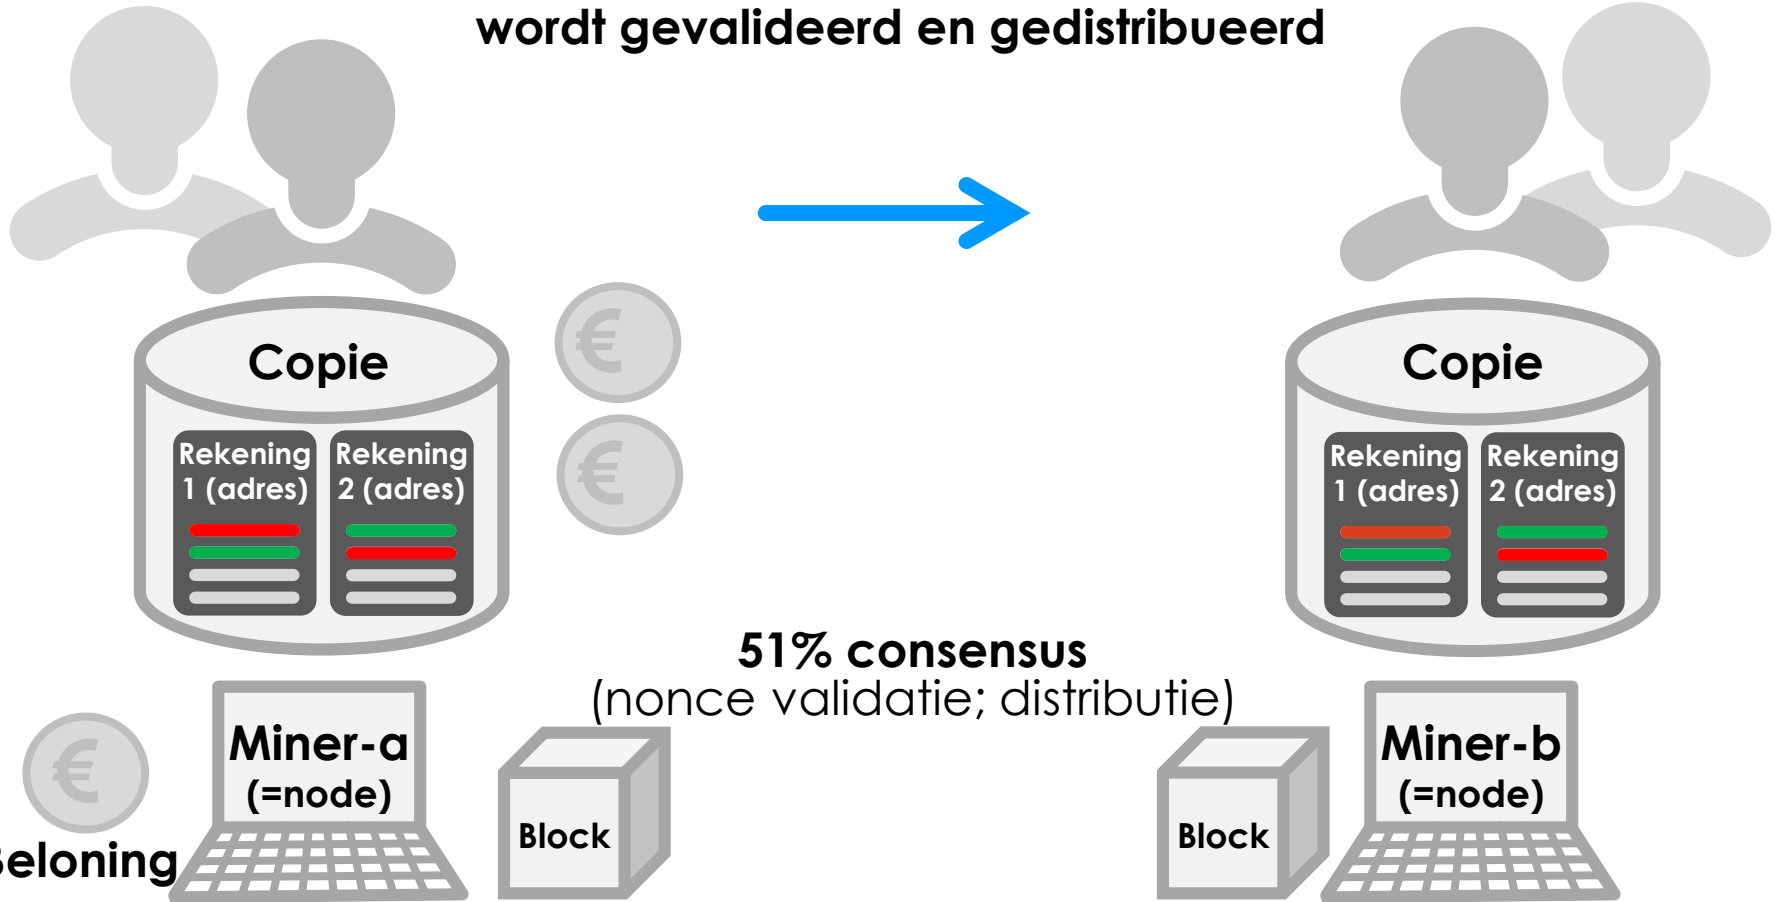 wordt gevalideerd en gedistribueerd
Copie
Rekening
1 (adres)
Rekening
2 (adres)
€
€
Copie
Rekening
1 (adres)
Rekening
2 (adres)
51% consensus
(nonce validatie; distributie)
€
Beloning
Miner-a
(=node)
Block
Block
Miner-b
(=node)